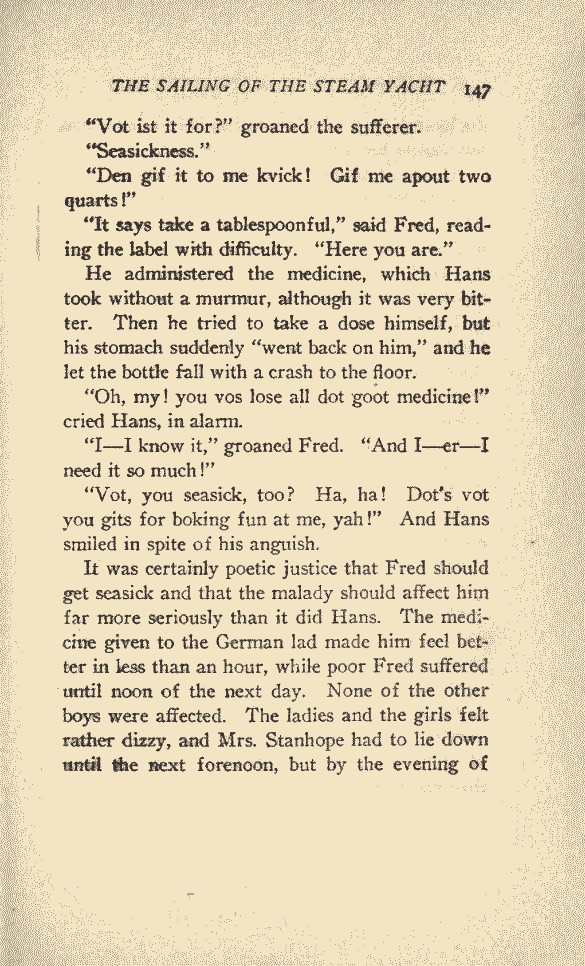 THE SAILING OF THE STEAM YACHT 147
“Vot ist it for?” groaned the sufferer.
“Seasickness.”
“Den gif it to me kvick! Gif me apout two
quarts!”
“It says take a tablespoonful,” said Fred, read-
ing the label with difficulty. “Here you are.”
He administered the medicine, which Hans
took without a murmur, although it was very bit-
ter. Then he tried to take a dose himself, but
his stomach suddenly “went back on him,” and he
let the bottle fall with a crash to the floor.
“Oh, my! you vos lose all dot goot medicine!”
cried Hans, in alarm.
“I—I know it,” groaned Fred. “And I—er—I
need it so much!”
“Vot, you seasick, too? Ha, ha! Dot's vot
you gits for boking fun at me, yah!” And Hans
smiled in spite of his anguish.
It was certainly poetic justice that Fred should
get seasick and that the malady should affect him
far more seriously than it did Hans. The medi-
cine given to the German lad made him feel bet-
ter in less than an hour, while poor Fred suffered
until noon of the next day. None of the other
boys were affected. The ladies and the girls felt
rather dizzy, and Mrs. Stanhope had to lie down
until the next forenoon, but by the evening of